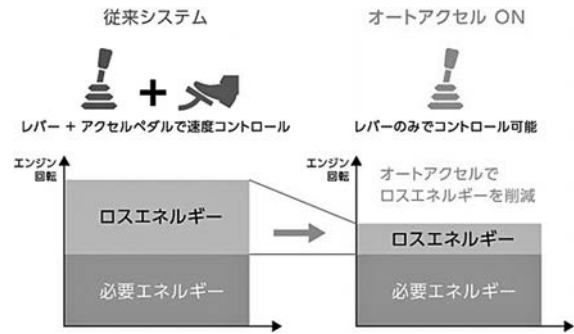 従来システム
オートアクセル ON
レバー + アクセルペダルで速度コントロール
レバーのみでコントロール可能
エンジン
回転
ロスエネルギー
必要エネルギー
エンジン
回転
オートアクセルで
ロスエネルギーを削減
ロスエネルギー
必要エネルギー